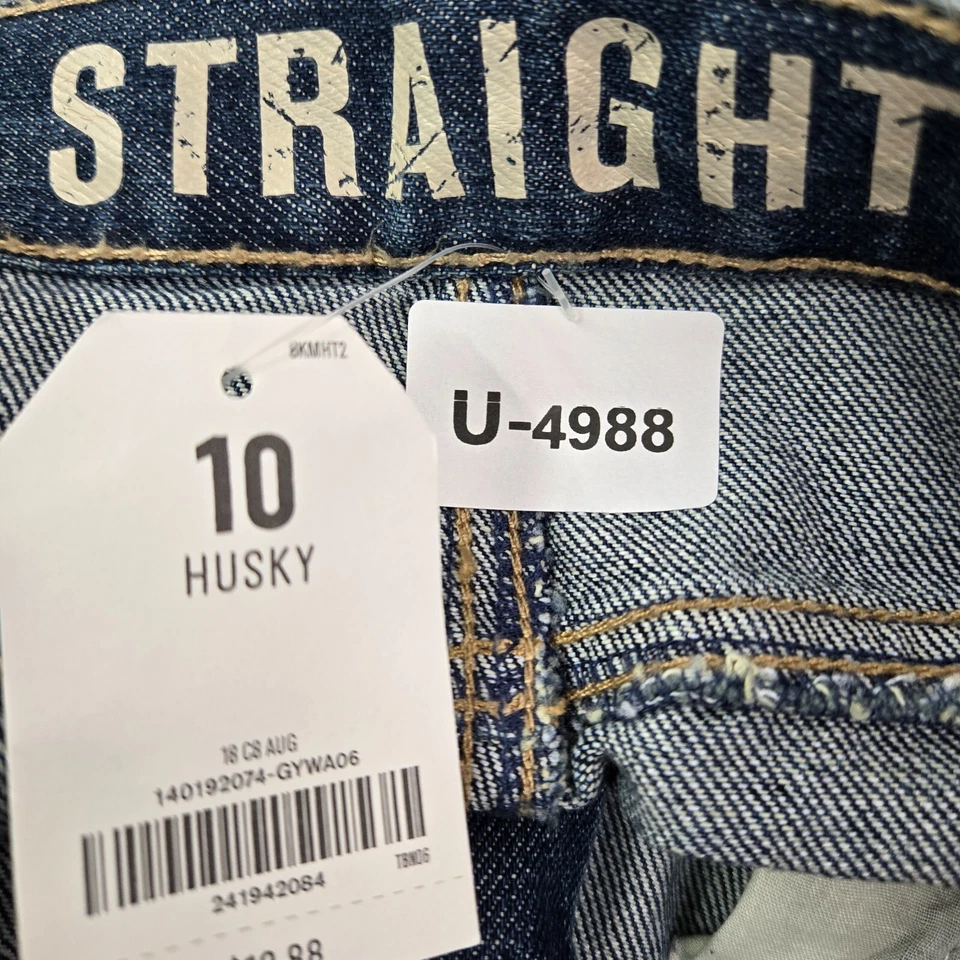 STRAIGHT
8KMHT2
Ü-4988
10
HUSKY
18 C8 AUG
140192074-GYWA06
TBN06
241942084